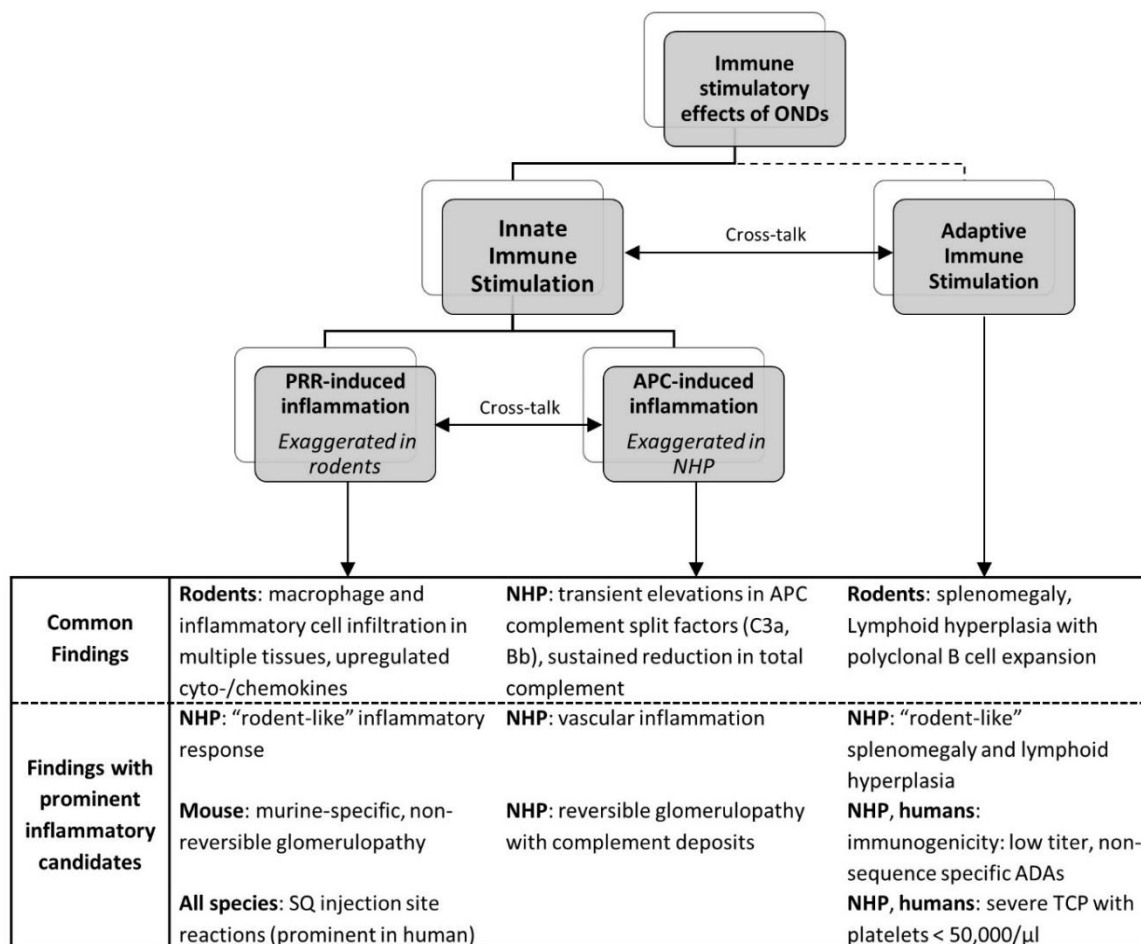 Immune
stimulatory
effects of ONDs
Innate
Immune
Stimulation
Cross-talk
Adaptive
Immune
Stimulation
PRR-induced
inflammation
Exaggerated in
rodents
Cross-talk
APC-induced
inflammation
Exaggerated in
NHP
Common
Findings
Rodents: macrophage and
inflammatory cell infiltration in
multiple tissues, upregulated
cyto-/chemokines
NHP: transient elevations in APC
complement split factors (C3a,
Bb), sustained reduction in total
complement
Rodents: splenomegaly,
Lymphoid hyperplasia with
polyclonal B cell expansion
Findings with
prominent
inflammatory
candidates
NHP: “rodent-like” inflammatory
response
Mouse: murine-specific, non-
reversible glomerulopathy
All species: SQ injection site
reactions (prominent in human)
NHP: vascular inflammation
NHP: reversible glomerulopathy
with complement deposits
NHP: “rodent-like”
splenomegaly and lymphoid
hyperplasia
NHP, humans:
immunogenicity: low titer, non-
sequence specific ADAs
NHP, humans: severe TCP with
platelets < 50,000/µl